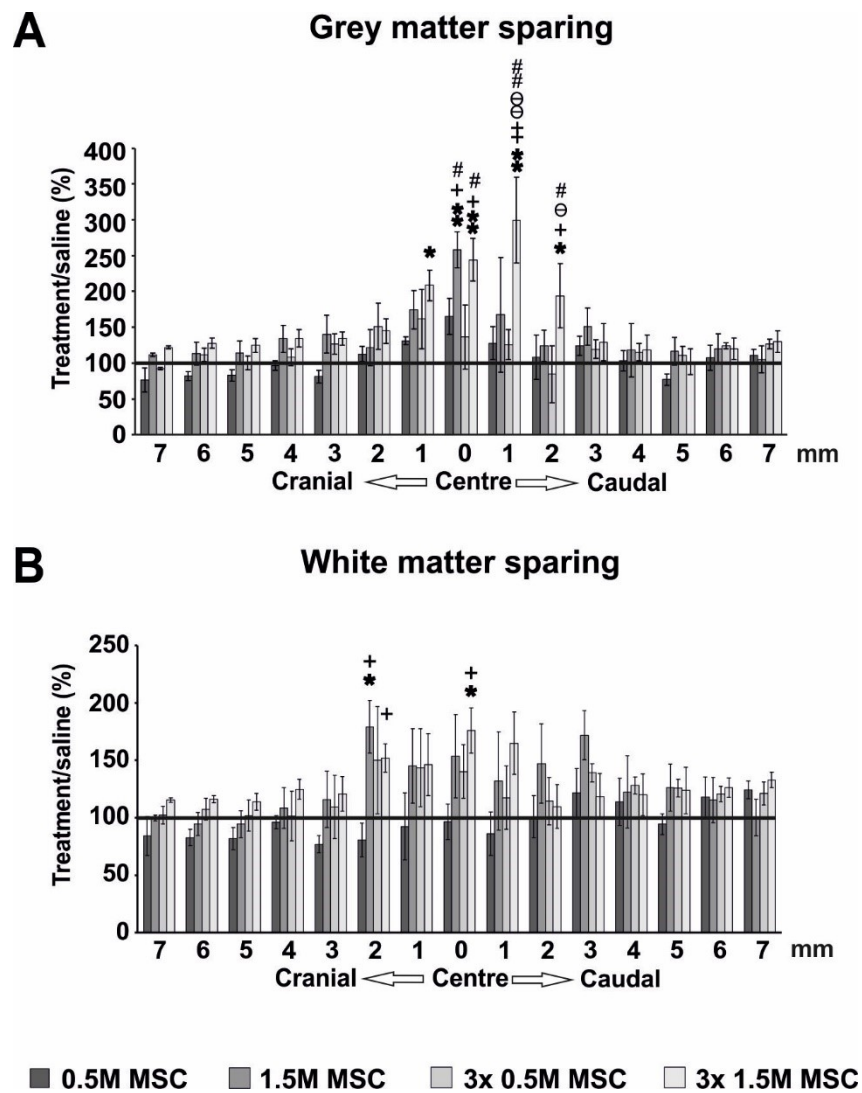 A
Grey matter sparing
#
#
ϴ
ϴ
+
+
*
*
#
+
*
*
#
+
*
*
#
ϴ
+
*
*
Treatment/saline (%)
400
350
300
250
200
150
100
50
0
7 6 5 4 3 2 1 0 1 2 3 4 5 6 7 mm
Cranial Centre Caudal
B
White matter sparing
Treatment/saline (%)
250
200
150
100
50
0
+
*
+
+
*
7 6 5 4 3 2 1 0 1 2 3 4 5 6 7 mm
Cranial Centre Caudal
0.5M MSC 1.5M MSC 3x 0.5M MSC 3x 1.5M MSC